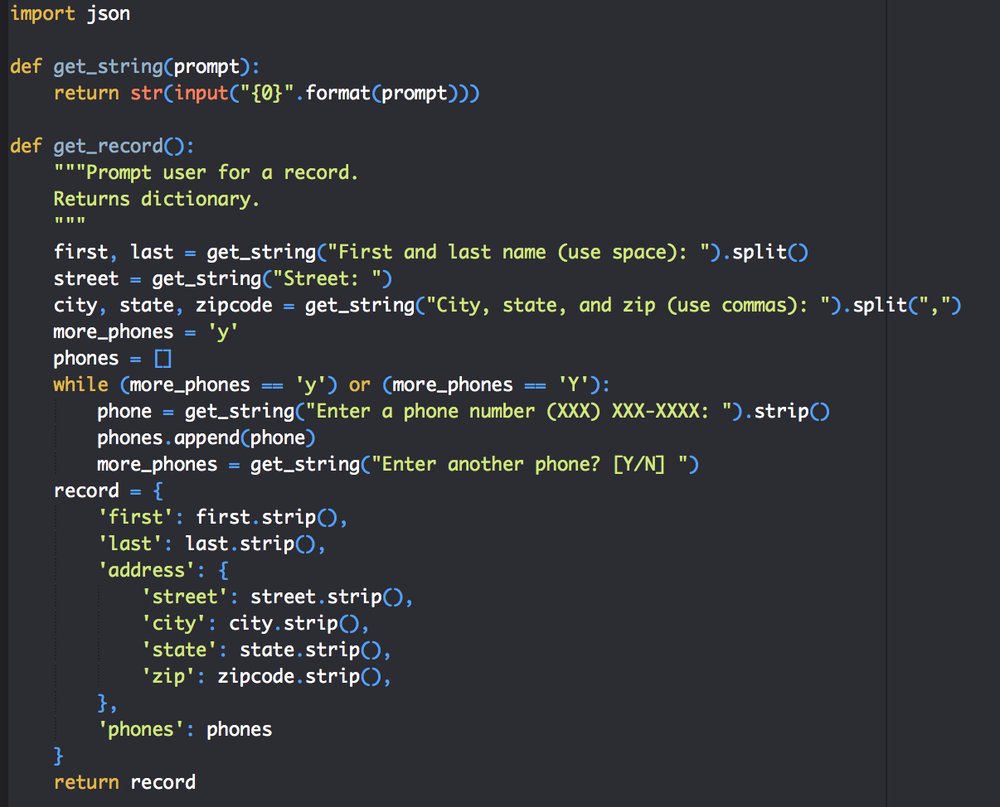 import json
def get_string(prompt):
    return str(input("{0}".format(prompt)))
def get_record():
    """Prompt user for a record.
    Returns dictionary.
    """
    first, last = get_string("First and last name (use space): ").split()
    street = get_string("Street: ")
    city, state, zipcode = get_string("City, state, and zip (use commas): ").split(",")
    more_phones = 'y'
    phones = []
    while (more_phones == 'y') or (more_phones == 'Y'):
        phone = get_string("Enter a phone number (XXX) XXX-XXXX: ").strip()
        phones.append(phone)
        more_phones = get_string("Enter another phone? [Y/N] ")
    record = {
        'first': first.strip(),
        'last': last.strip(),
        'address': {
            'street': street.strip(),
            'city': city.strip(),
            'state': state.strip(),
            'zip': zipcode.strip(),
        },
        'phones': phones
    }
    return record